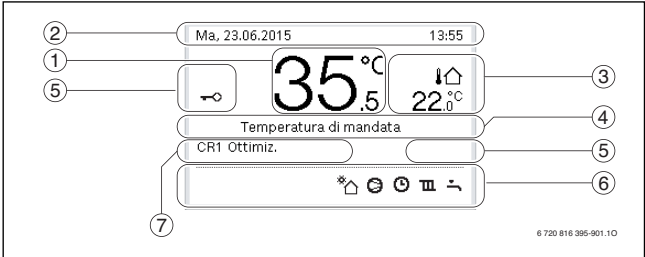 ② Ma, 23.06.2015 13:55
① 35.5 °C
⑤ 22.0 °C ③
Temperatura di mandata ④
CR1 Ottimiz. ⑤
⑥
⑦
6 720 816 395-901.1O